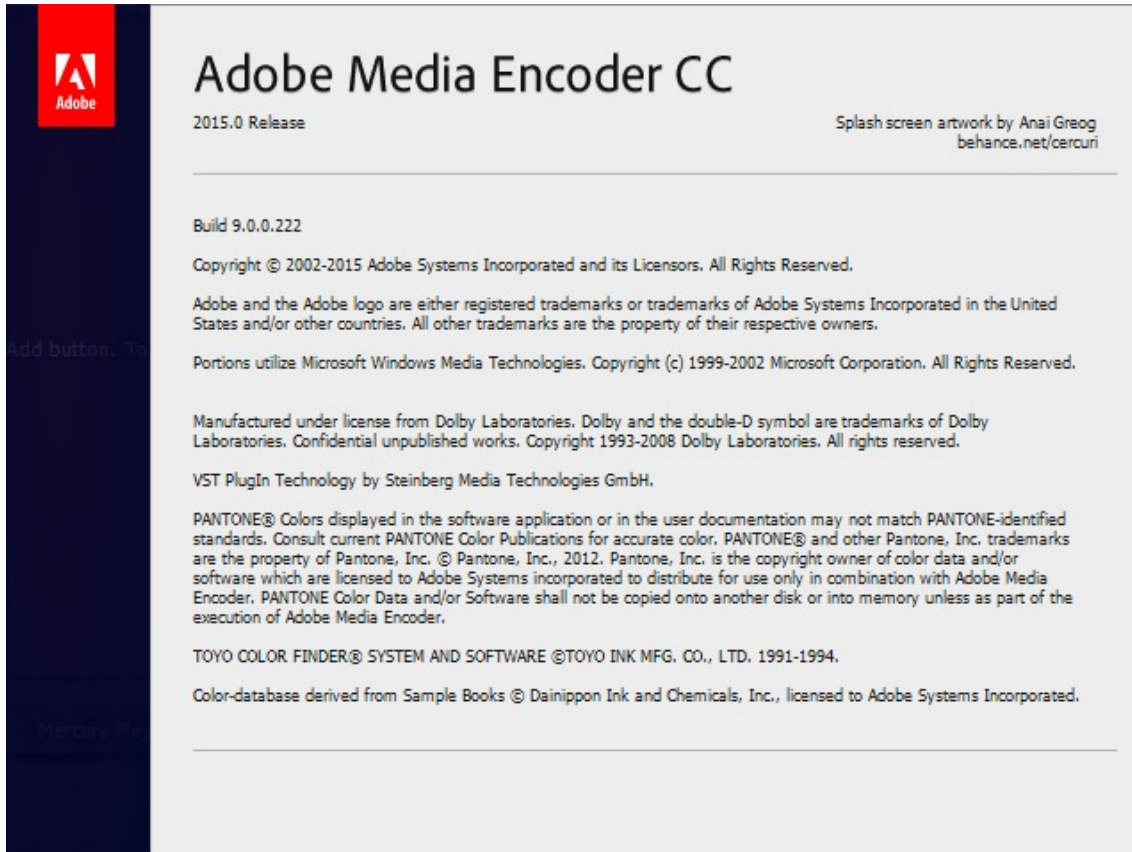 Adobe
Adobe Media Encoder CC
2015.0 Release
Splash screen artwork by Anai Greog
behance.net/cercuri
Build 9.0.0.222
Copyright © 2002-2015 Adobe Systems Incorporated and its Licensors. All Rights Reserved.
Adobe and the Adobe logo are either registered trademarks or trademarks of Adobe Systems Incorporated in the United
States and/or other countries. All other trademarks are the property of their respective owners.
Add button. To
Portions utilize Microsoft Windows Media Technologies. Copyright (c) 1999-2002 Microsoft Corporation. All Rights Reserved.
Manufactured under license from Dolby Laboratories. Dolby and the double-D symbol are trademarks of Dolby
Laboratories. Confidential unpublished works. Copyright 1993-2008 Dolby Laboratories. All rights reserved.
VST PlugIn Technology by Steinberg Media Technologies GmbH.
PANTONE® Colors displayed in the software application or in the user documentation may not match PANTONE-identified
standards. Consult current PANTONE Color Publications for accurate color. PANTONE® and other Pantone, Inc. trademarks
are the property of Pantone, Inc. © Pantone, Inc., 2012. Pantone, Inc. is the copyright owner of color data and/or
software which are licensed to Adobe Systems incorporated to distribute for use only in combination with Adobe Media
Encoder. PANTONE Color Data and/or Software shall not be copied onto another disk or into memory unless as part of the
execution of Adobe Media Encoder.
TOYO COLOR FINDER® SYSTEM AND SOFTWARE ©TOYO INK MFG. CO., LTD. 1991-1994.
Color-database derived from Sample Books © Dainippon Ink and Chemicals, Inc., licensed to Adobe Systems Incorporated.
Mercury